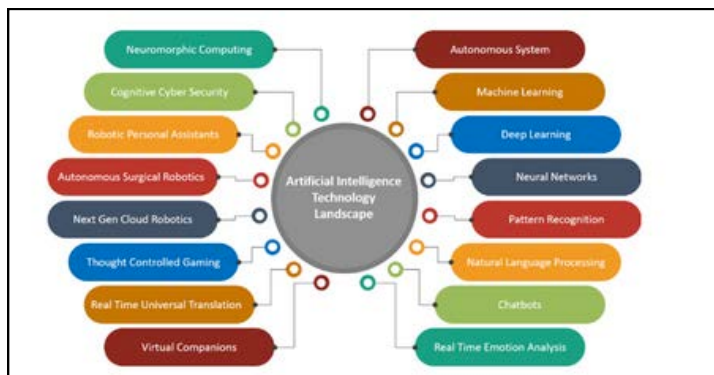 Neuromorphic Computing
Cognitive Cyber Security
Robotic Personal Assistants
Autonomous Surgical Robotics
Next Gen Cloud Robotics
Thought Controlled Gaming
Real Time Universal Translation
Virtual Companions
Artificial Intelligence
Technology
Landscape
Autonomous System
Machine Learning
Deep Learning
Neural Networks
Pattern Recognition
Natural Language Processing
Chatbots
Real Time Emotion Analysis